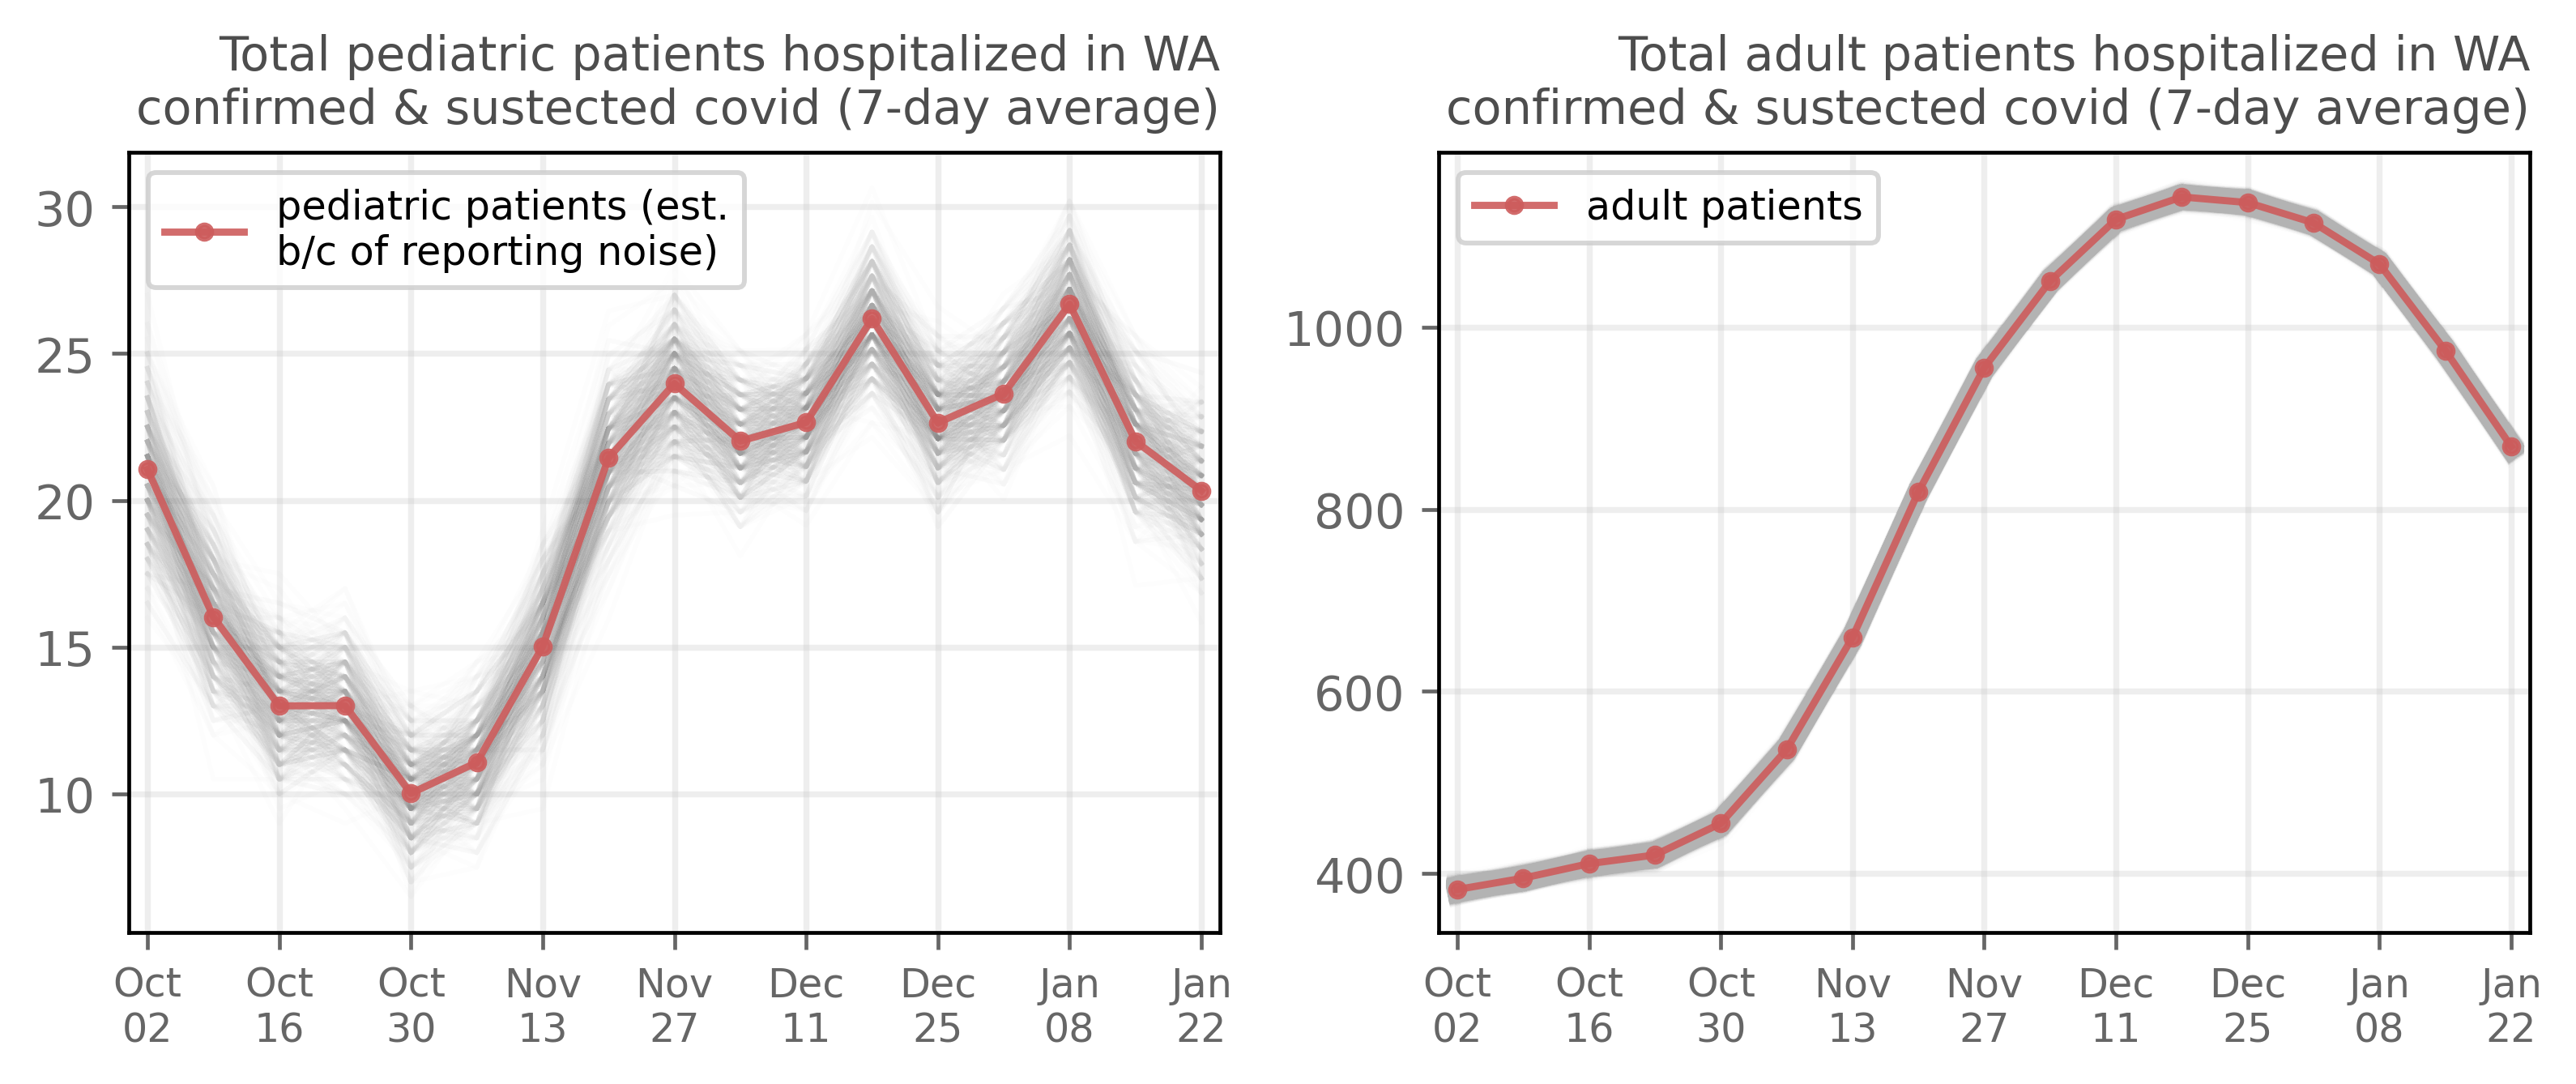 Total pediatric patients hospitalized in WA
confirmed & sustected covid (7-day average)
pediatric patients (est.
b/c of reporting noise)
30
25
20
15
10
Oct Oct Oct Nov Nov Dec Dec Jan Jan
02 16 30 13 27 11 25 08 22
Total adult patients hospitalized in WA
confirmed & sustected covid (7-day average)
adult patients
1000
800
600
400
Oct Oct Oct Nov Nov Dec Dec Jan Jan
02 16 30 13 27 11 25 08 22